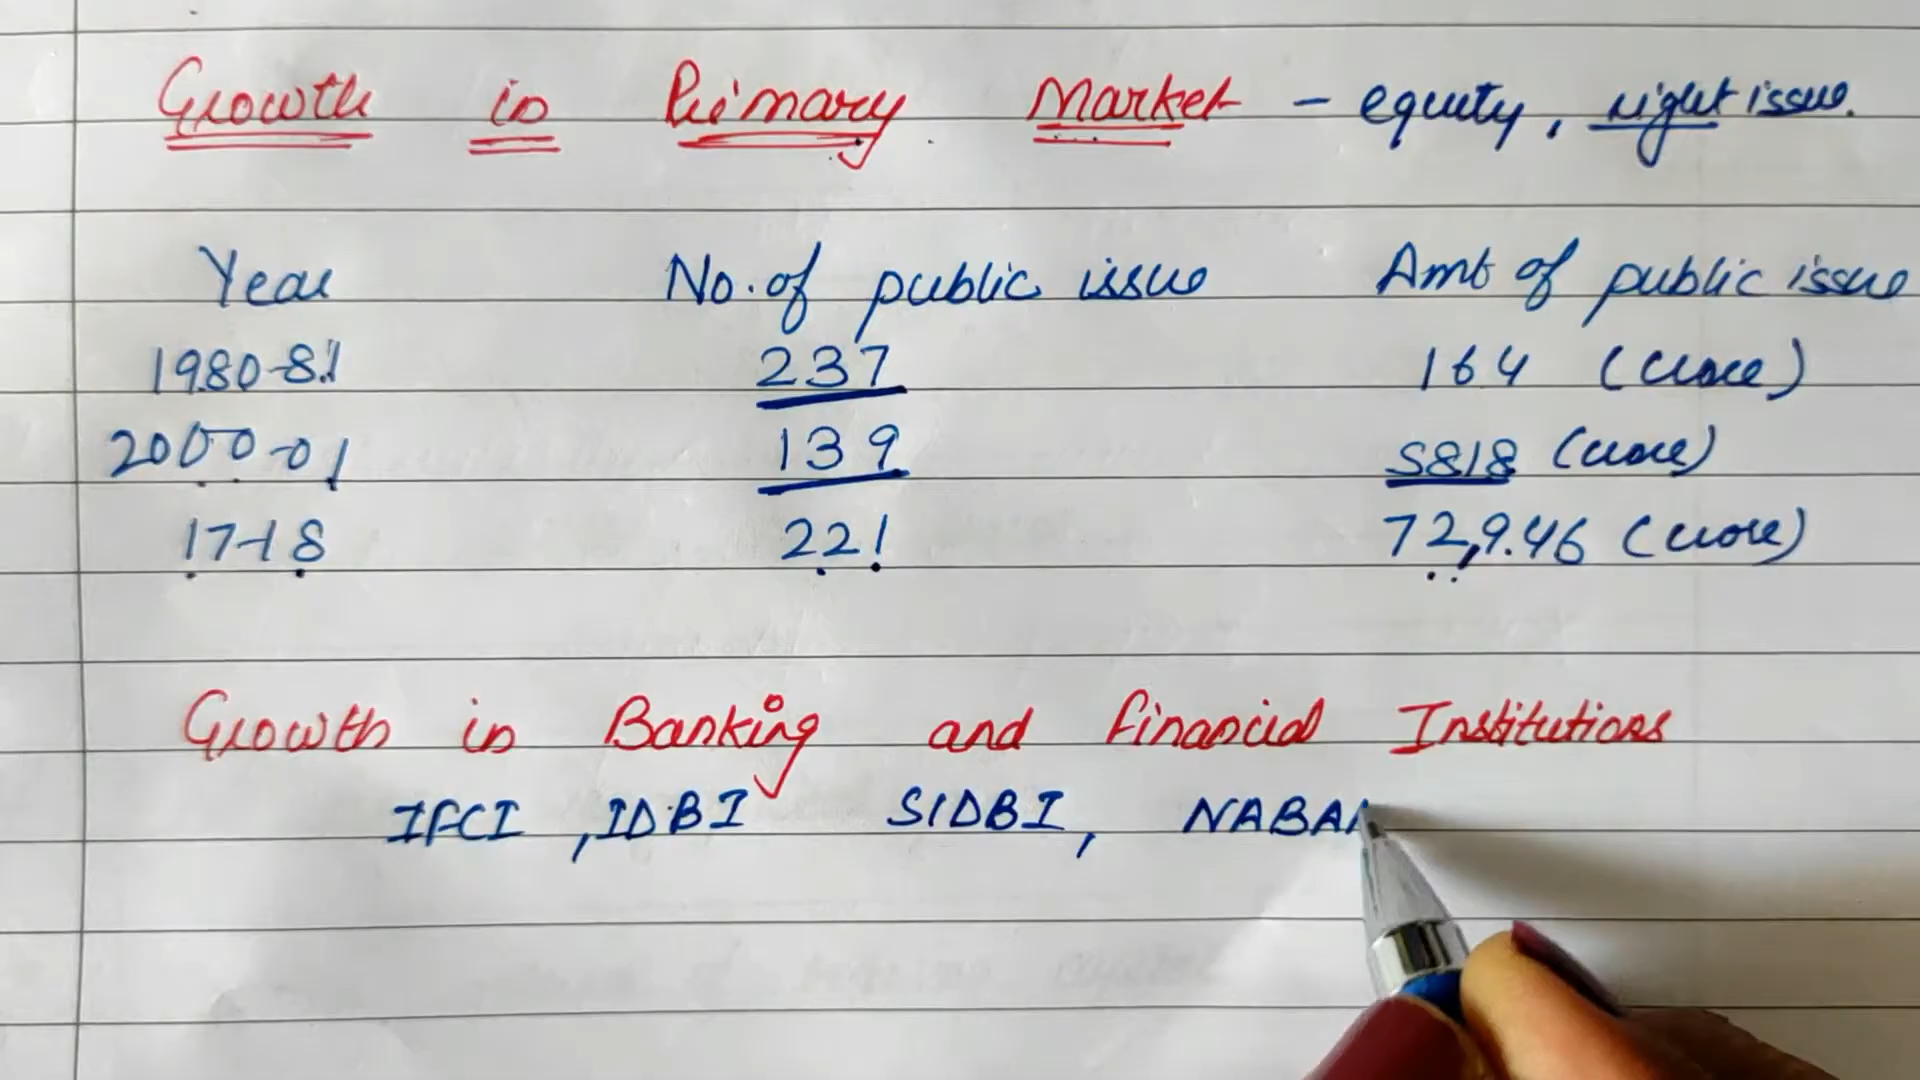 Growth in Primary Market - equity, right issue.
Year No. of public issue Amt of public issue
1980-81 237 164 (crore)
2000-01 139 5818 (crore)
17-18 221 72,9.46 (crore)
Growth in Banking and financial Institutions
IFCI, IDBI SIDBI, NABA